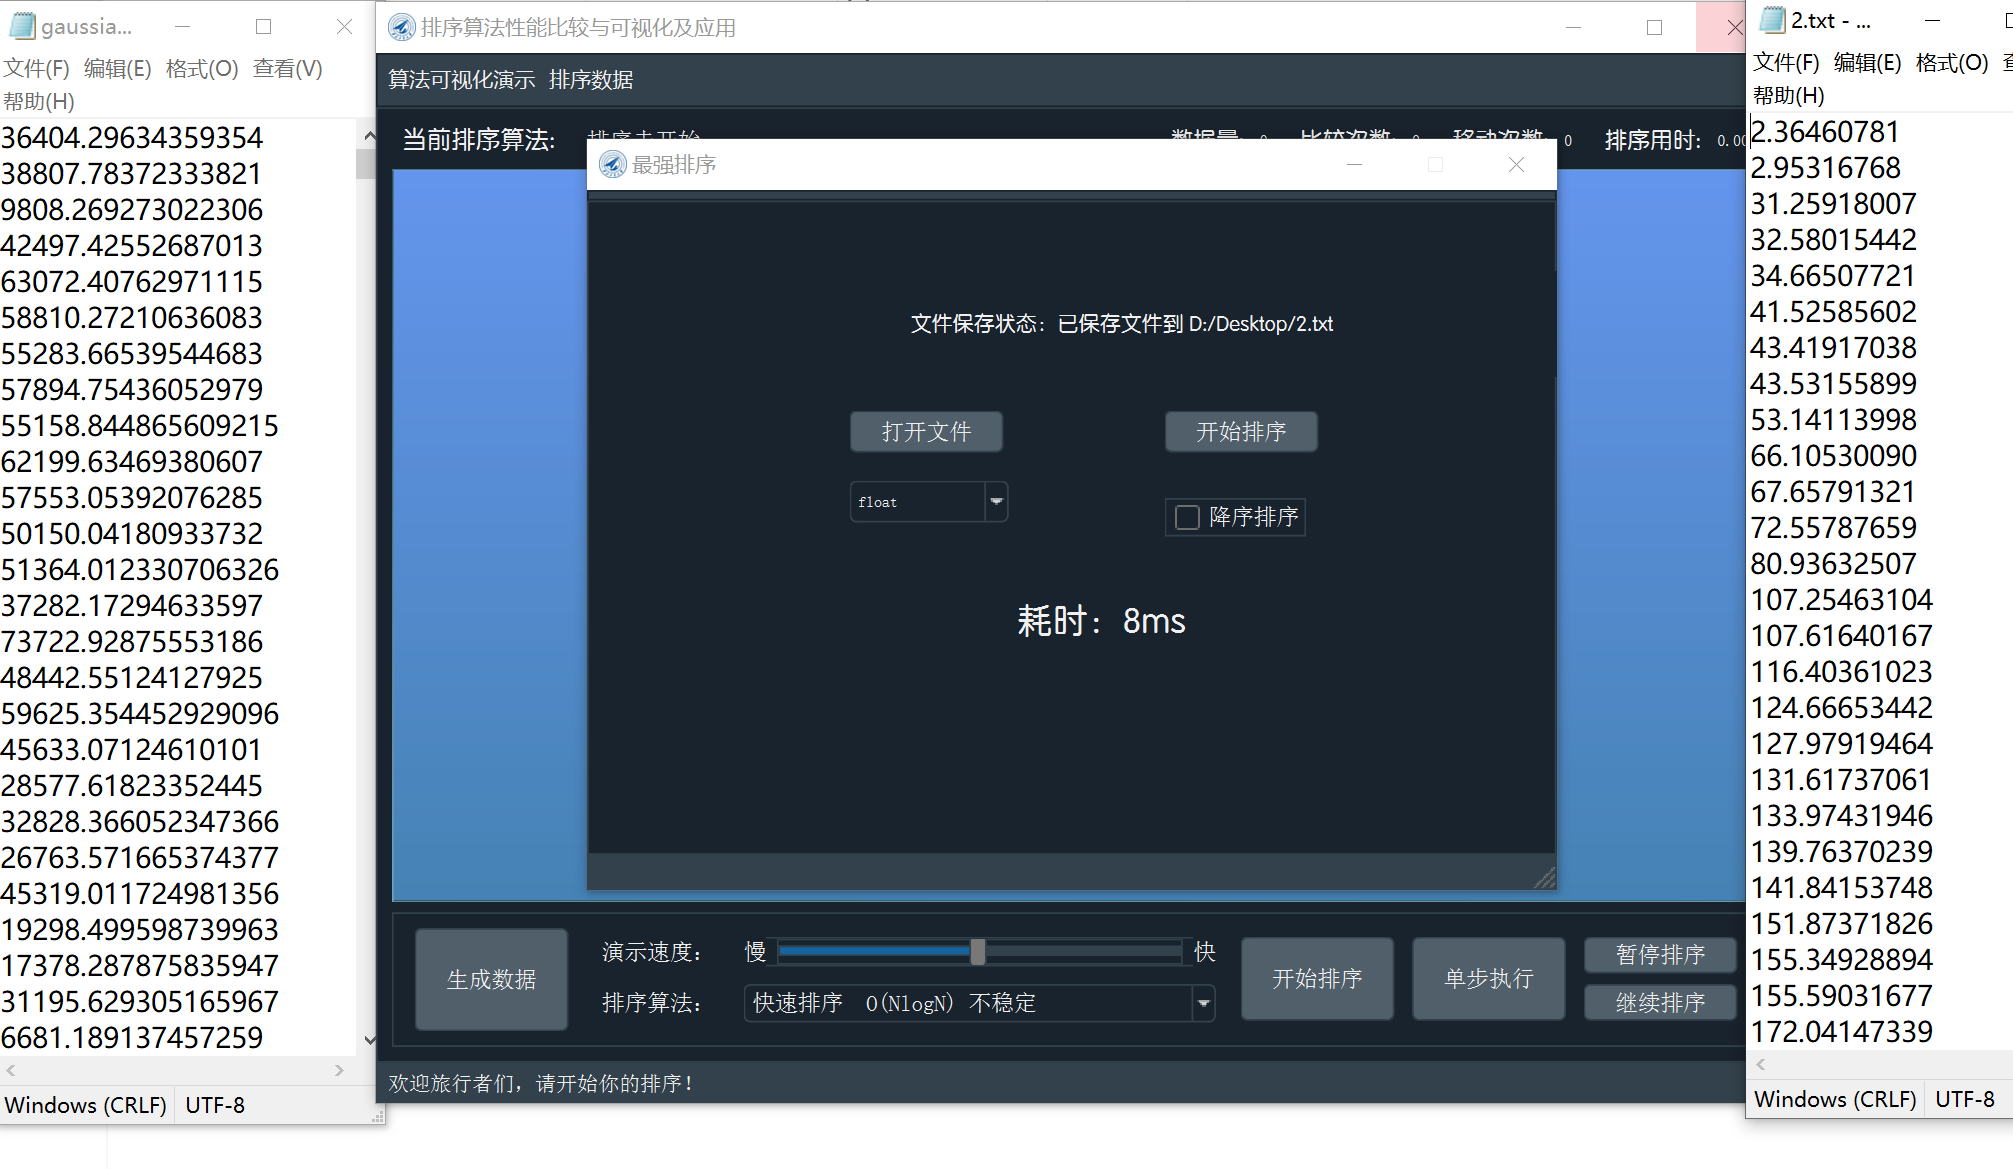 gaussia...
文件(F) 编辑(E) 格式(O) 查看(V)
帮助(H)
36404.29634359354
38807.78372333821
9808.269273022306
42497.42552687013
63072.40762971115
58810.27210636083
55283.66539544683
57894.75436052979
55158.844865609215
62199.63469380607
57553.05392076285
50150.04180933732
51364.012330706326
37282.17294633597
73722.92875553186
48442.55124127925
59625.354452929096
45633.07124610101
28577.61823352445
32828.366052347366
26763.571665374377
45319.011724981356
19298.499598739963
17378.287875835947
31195.629305165967
6681.189137457259
Windows (CRLF) UTF-8
排序算法性能比较与可视化及应用
算法可视化演示 排序数据
当前排序算法: 排序未开始 数据量: 0 比较次数: 0 移动次数: 0 排序用时: 0.00
最强排序
文件保存状态：已保存文件到 D:/Desktop/2.txt
打开文件 开始排序
float 降序排序
耗时：8ms
生成数据
演示速度： 慢 快
排序算法： 快速排序 O(NlogN) 不稳定
开始排序
单步执行
暂停排序
继续排序
欢迎旅行者们，请开始你的排序！
2.txt - ...
文件(F) 编辑(E) 格式(O)
帮助(H)
2.36460781
2.95316768
31.25918007
32.58015442
34.66507721
41.52585602
43.41917038
43.53155899
53.14113998
66.10530090
67.65791321
72.55787659
80.93632507
107.25463104
107.61640167
116.40361023
124.66653442
127.97919464
131.61737061
133.97431946
139.76370239
141.84153748
151.87371826
155.34928894
155.59031677
172.04147339
Windows (CRLF) UTF-8